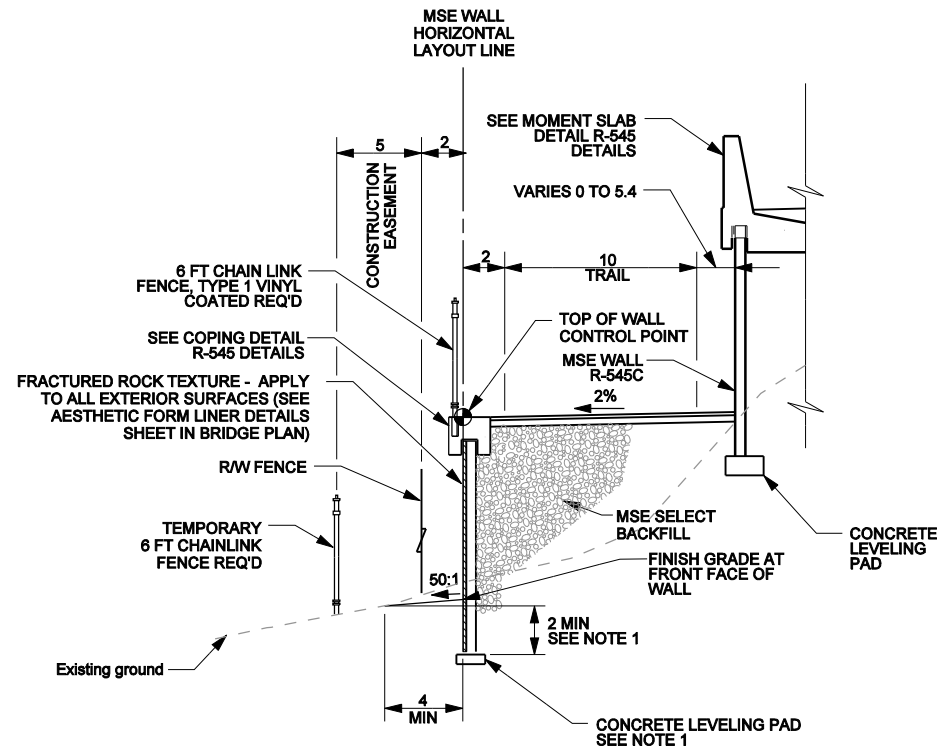 MSE WALL
HORIZONTAL
LAYOUT LINE
SEE MOMENT SLAB
DETAIL R-545
DETAILS
5
2
CONSTRUCTION
EASEMENT
VARIES 0 TO 5.4
2
10
TRAIL
6 FT CHAIN LINK
FENCE, TYPE 1 VINYL
COATED REQ'D
TOP OF WALL
CONTROL POINT
SEE COPING DETAIL
R-545 DETAILS
MSE WALL
R-545C
2%
FRACTURED ROCK TEXTURE - APPLY
TO ALL EXTERIOR SURFACES (SEE
AESTHETIC FORM LINER DETAILS
SHEET IN BRIDGE PLAN)
R/W FENCE
MSE SELECT
BACKFILL
TEMPORARY
6 FT CHAINLINK
FENCE REQ'D
CONCRETE
LEVELING
PAD
FINISH GRADE AT
FRONT FACE OF
WALL
50:1
2 MIN
SEE NOTE 1
Existing ground
4
MIN
CONCRETE LEVELING PAD
SEE NOTE 1